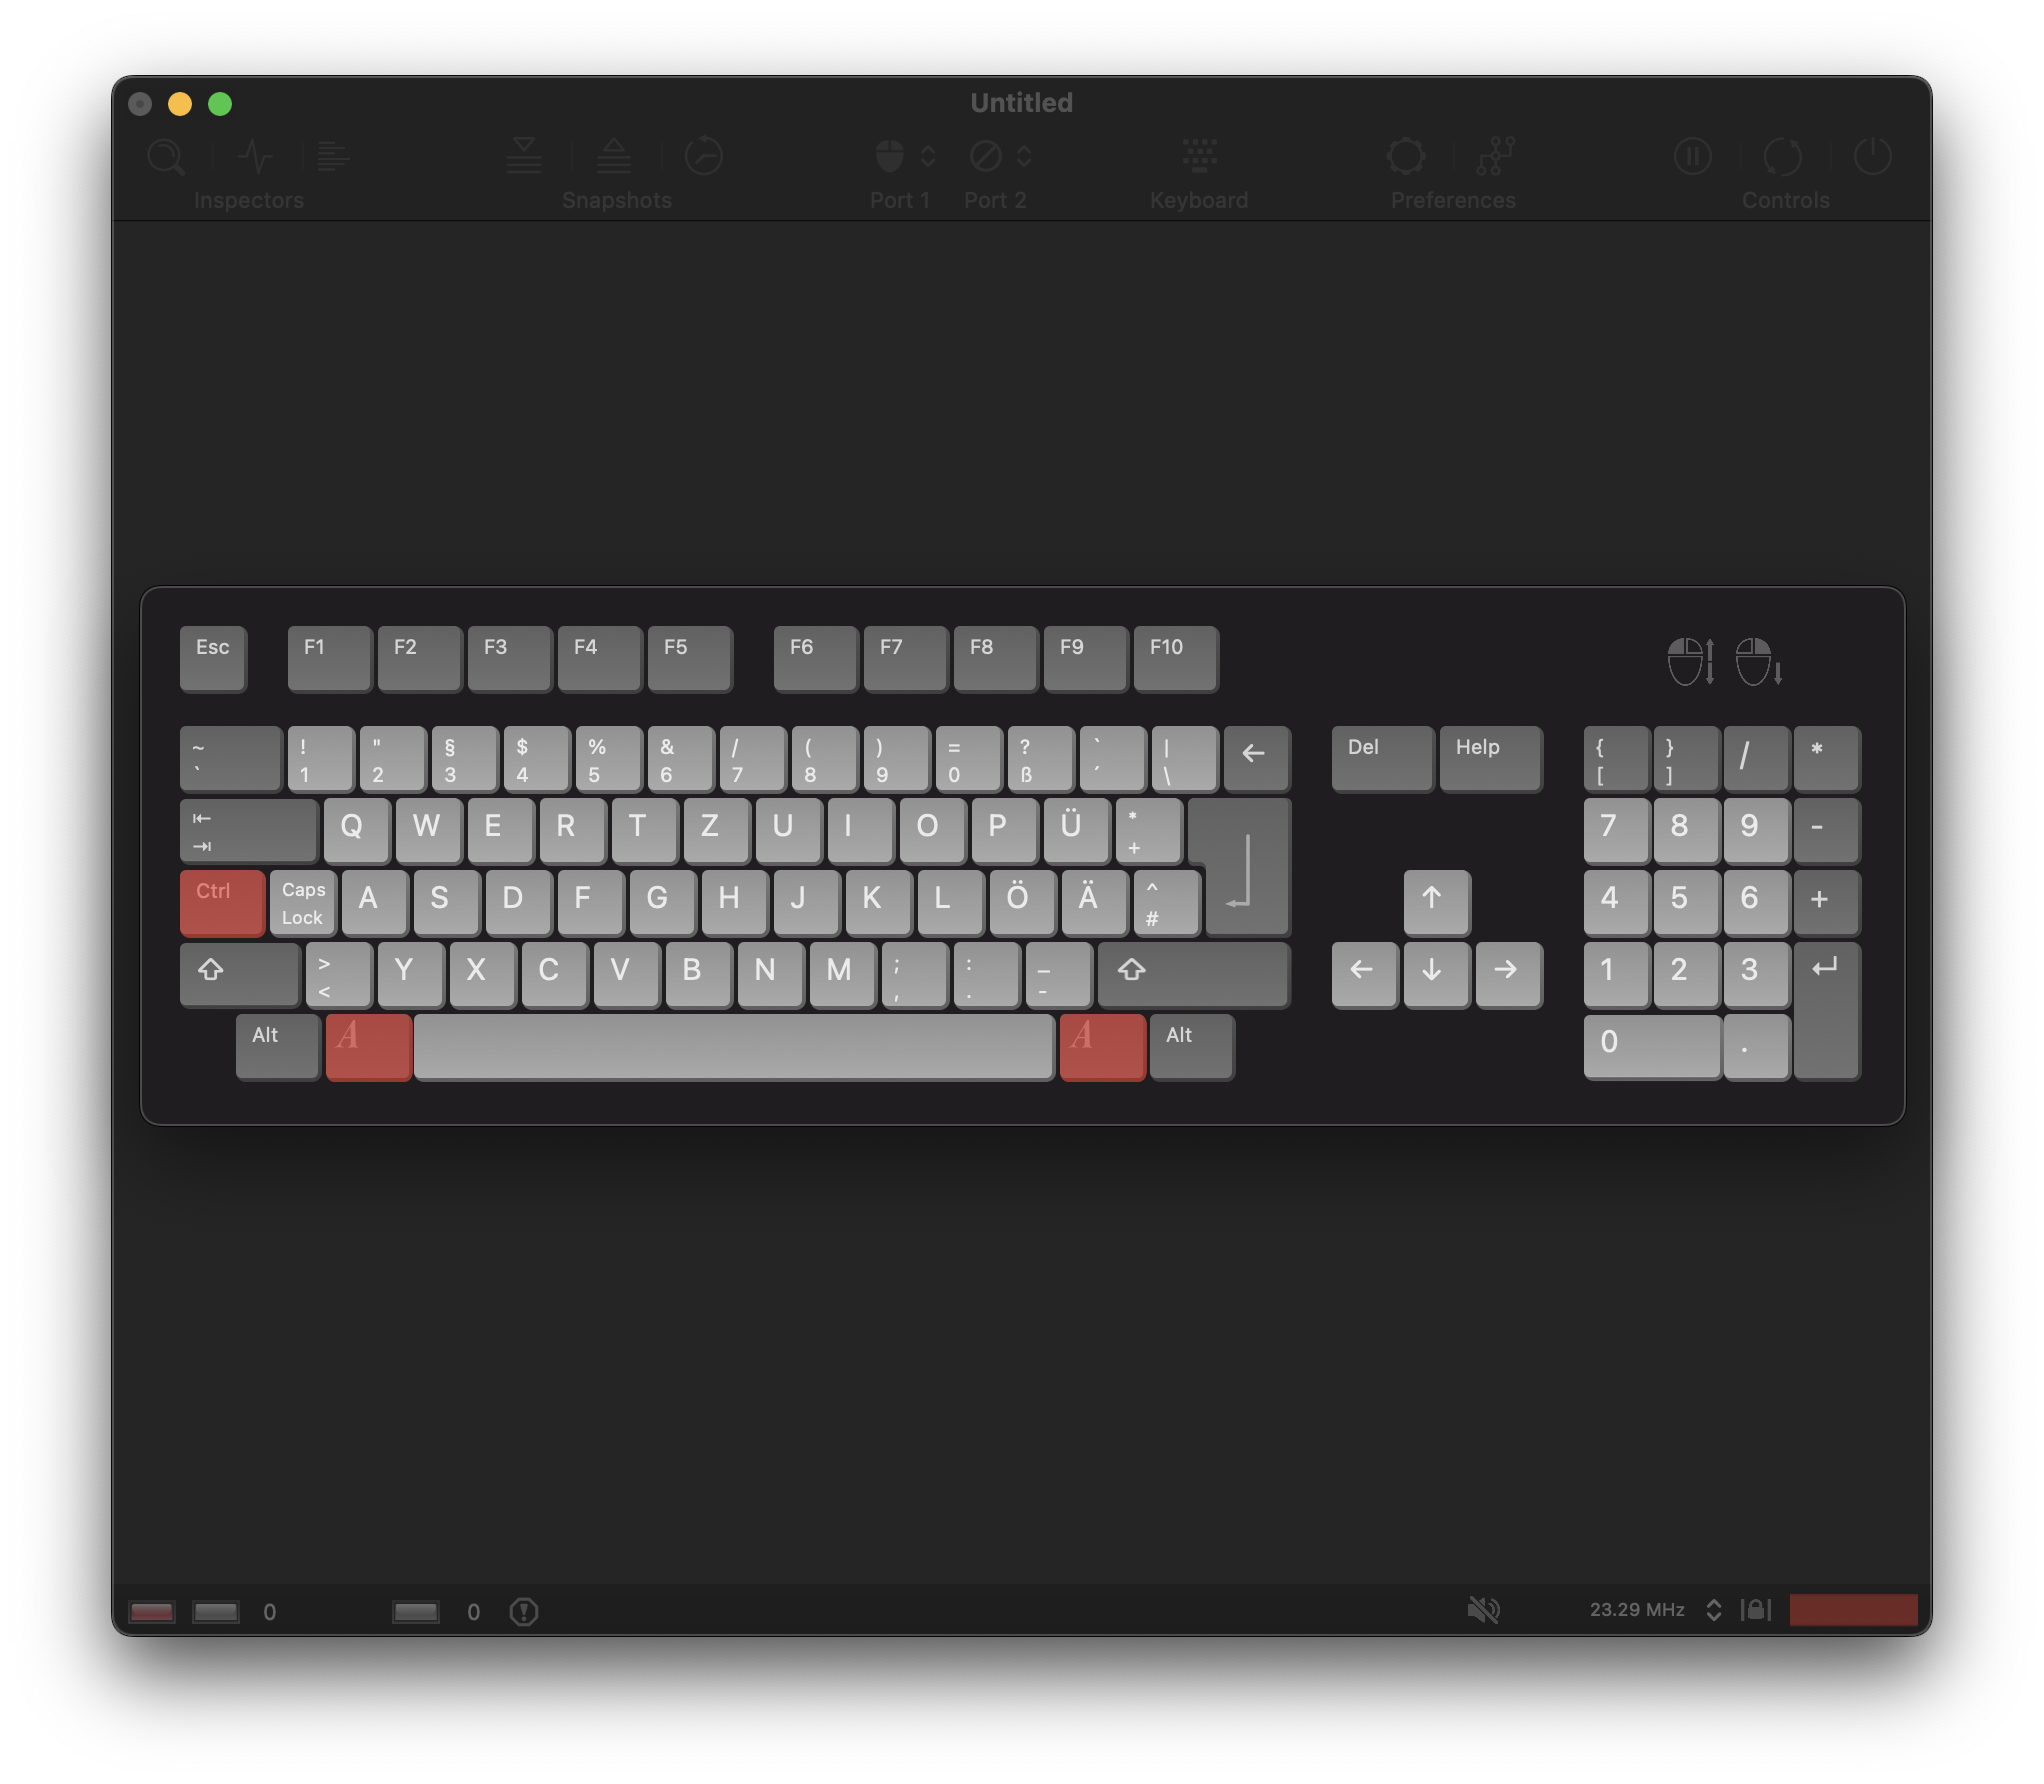 Untitled
Inspectors Snapshots Port 1 Port 2 Keyboard Preferences Controls
Esc F1 F2 F3 F4 F5 F6 F7 F8 F9 F10
~ ! " § $ % & / ( ) = ? ` | Del Help { } / *
` 1 2 3 4 5 6 7 8 9 0 ß ´ \ [ ]
Q W E R T Z U I O P Ü * 7 8 9 -
+
Ctrl Caps A S D F G H J K L Ö Ä ^ 4 5 6 +
Lock #
> Y X C V B N M ; : _ 1 2 3
< , . -
Alt A A Alt 0 .
0 0 23.29 MHz